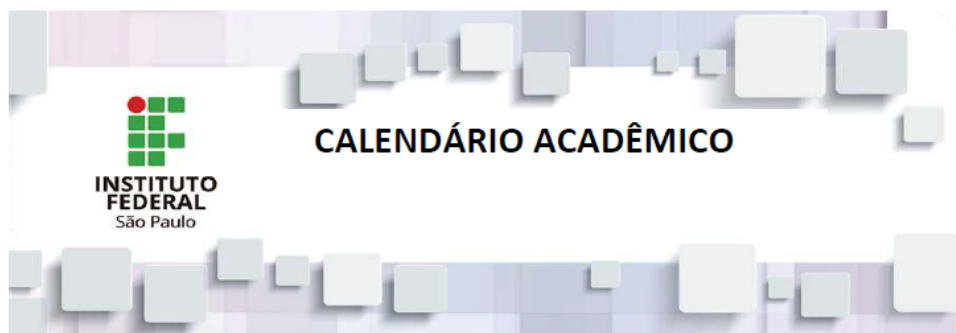 CALENDÁRIO ACADÊMICO
INSTITUTO
FEDERAL
São Paulo